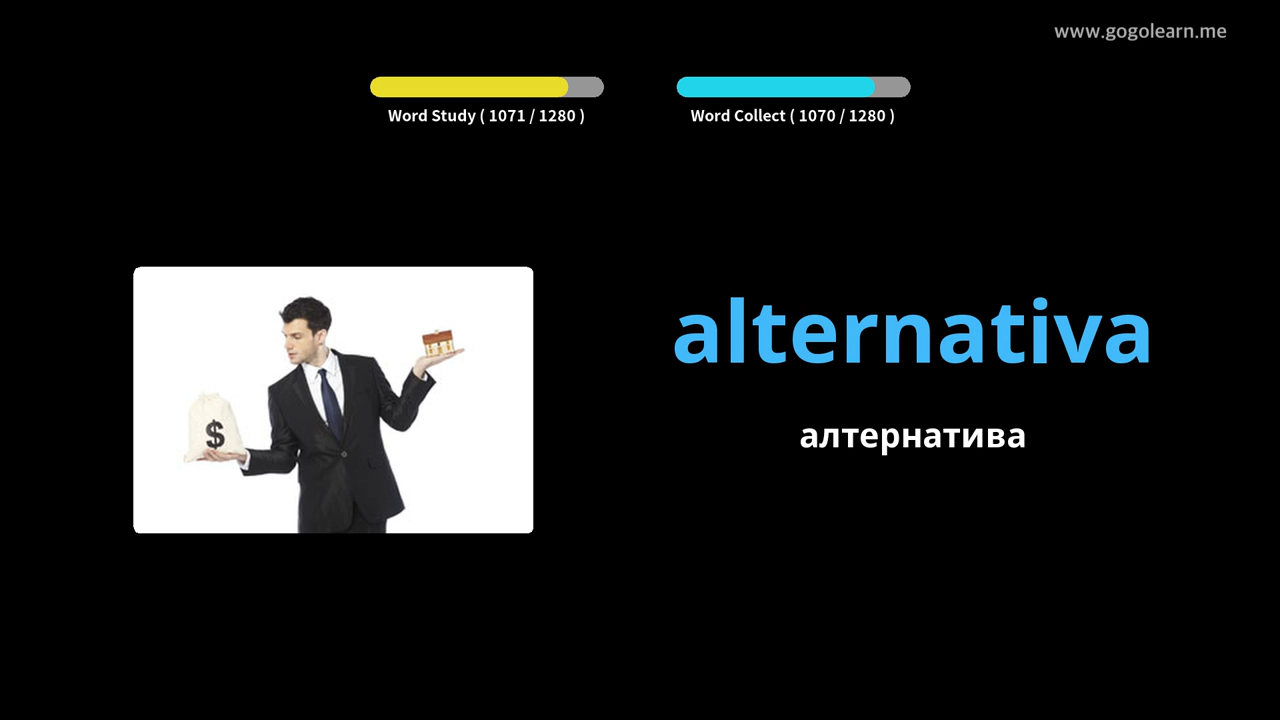 www.gogolearn.me
Word Study ( 1071 / 1280 )
Word Collect ( 1070 / 1280 )
$
alternativa
алтернатива